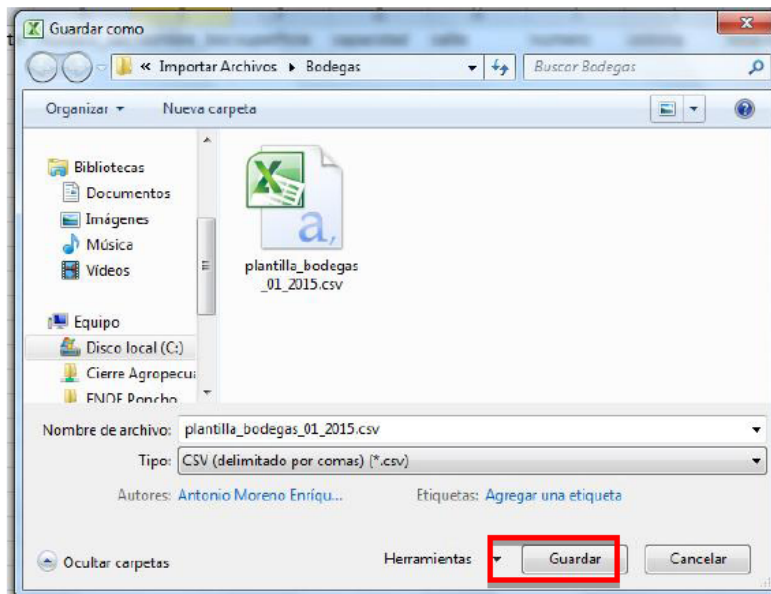 Guardar como
« Importar Archivos ▸ Bodegas
Buscar Bodegas
Organizar
Nueva carpeta
Bibliotecas
Documentos
Imágenes
Música
Vídeos
Equipo
Disco local (C:)
Cierre Agropecu
plantilla_bodegas
_01_2015.csv
Nombre de archivo: plantilla_bodegas_01_2015.csv
Tipo: CSV (delimitado por comas) (*.csv)
Autores: Antonio Moreno Enríqu...
Etiquetas: Agregar una etiqueta
Ocultar carpetas
Herramientas
Guardar
Cancelar